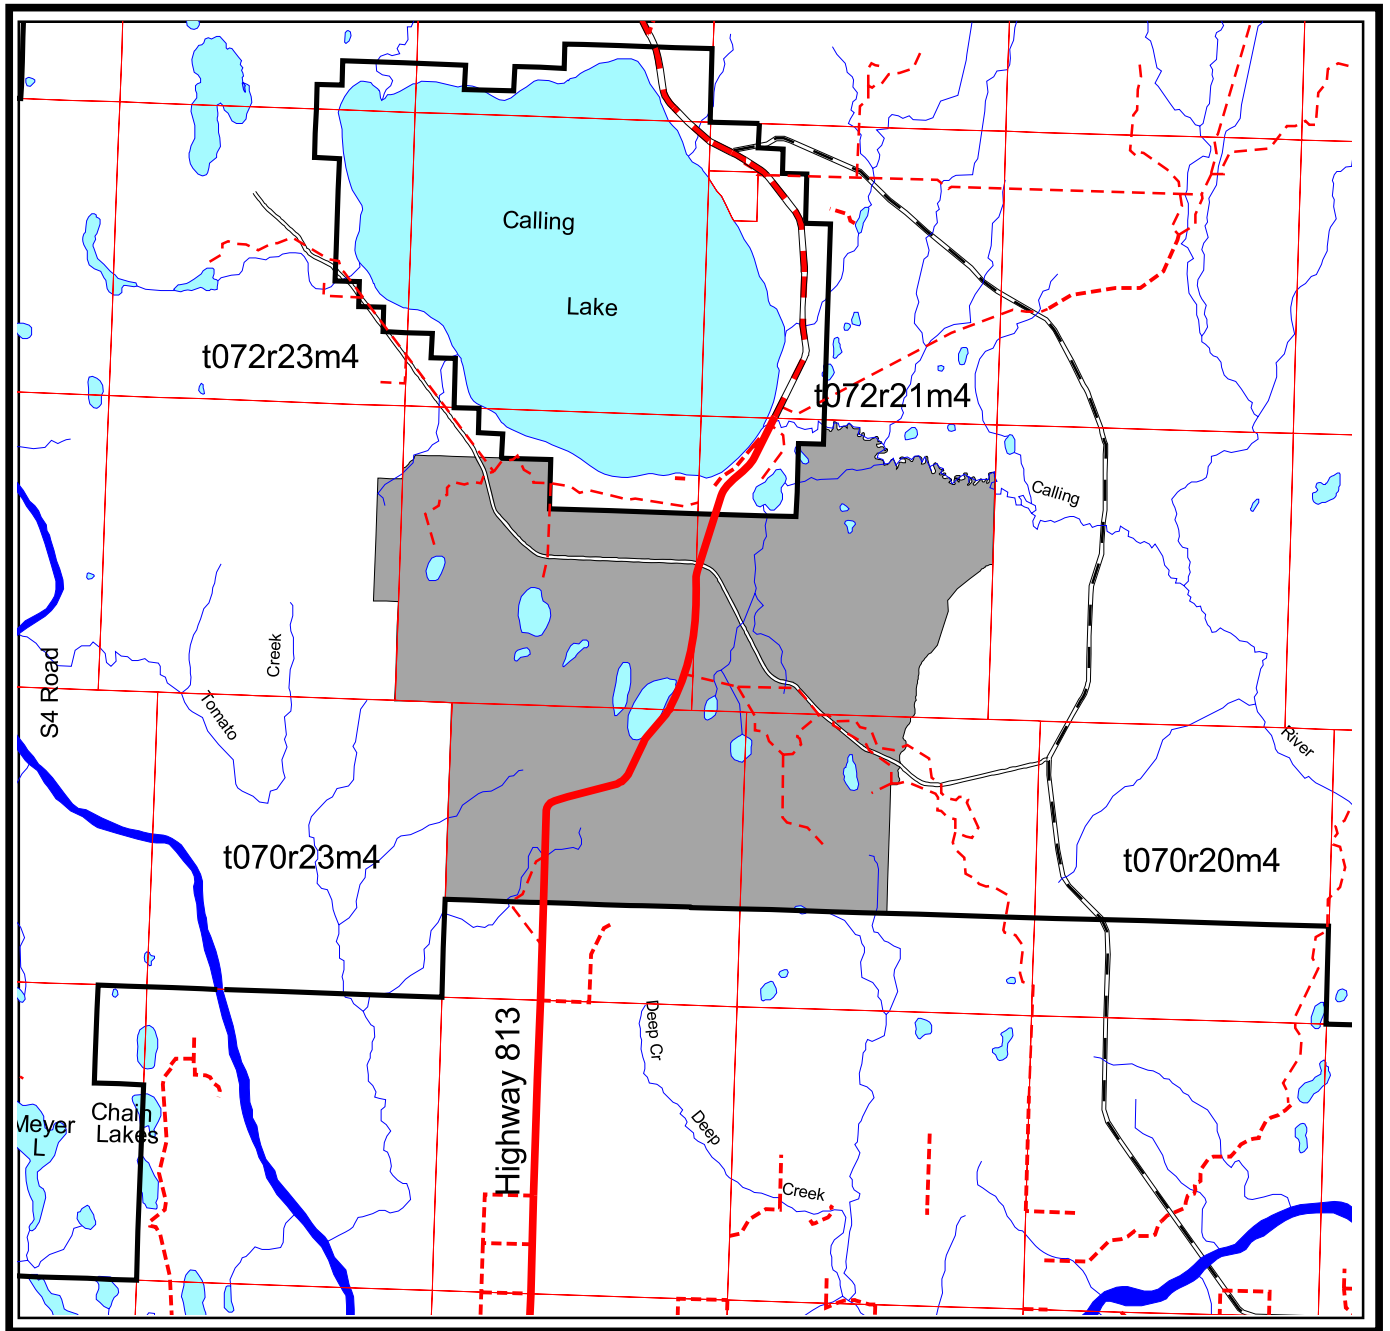 Calling
Lake
t072r23m4
t072r21m4
Calling
Creek
Tomato
S4 Road
River
t070r23m4
t070r20m4
Highway 813
Deep Cr
Deep
Creek
Meyer
L
Chain
Lakes